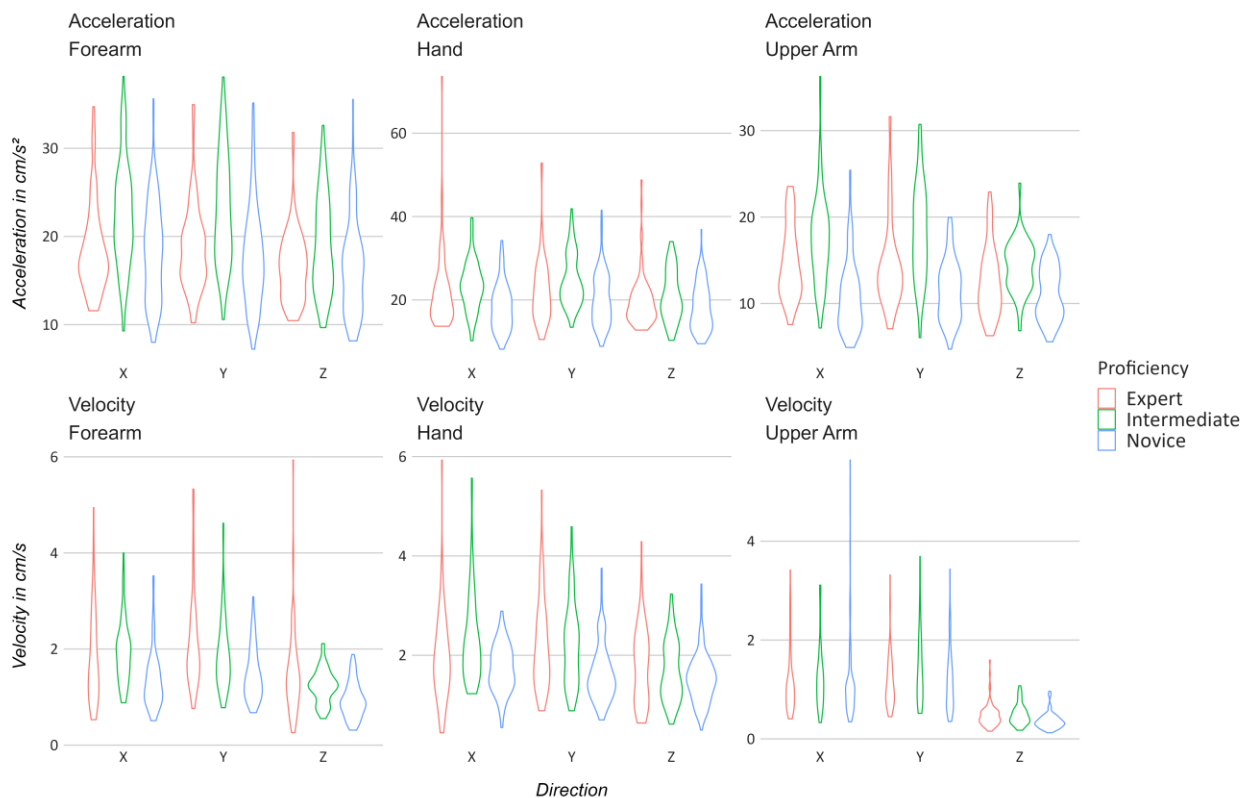 Acceleration
Forearm
Acceleration
Hand
Acceleration
Upper Arm
Acceleration in cm/s²
30
20
10
X
Y
Z
60
40
20
X
Y
Z
30
20
10
X
Y
Z
Velocity
Forearm
Velocity
Hand
Velocity
Upper Arm
Velocity in cm/s
6
4
2
0
X
Y
Z
6
4
2
X
Y
Z
4
2
0
X
Y
Z
Direction
Proficiency
Expert
Intermediate
Novice